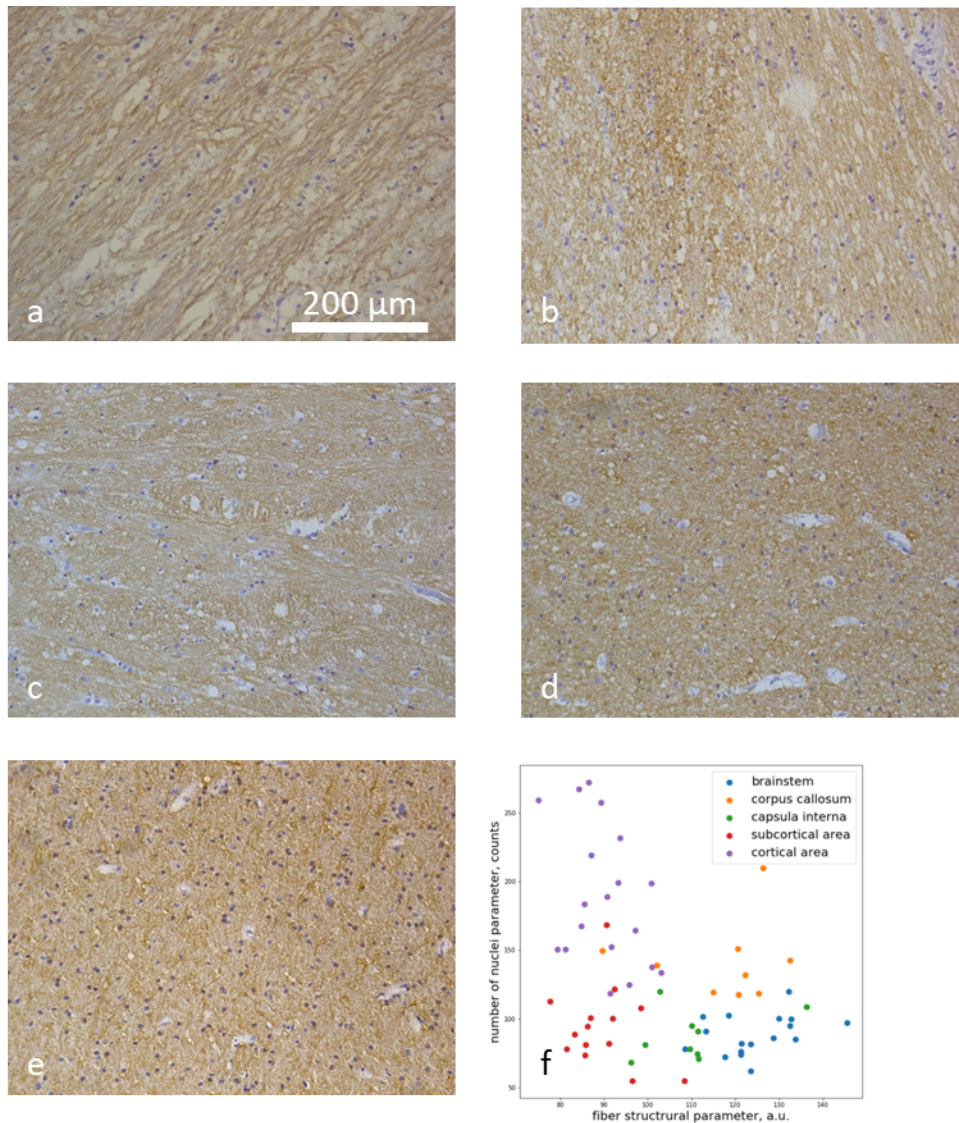 a
200 μm
b
c
d
e
brainstem
corpus callosum
capsula interna
subcortical area
cortical area
number of nuclei parameter, counts
250
200
150
100
50
f
80
90
100
110
120
130
140
fiber structrural parameter, a.u.